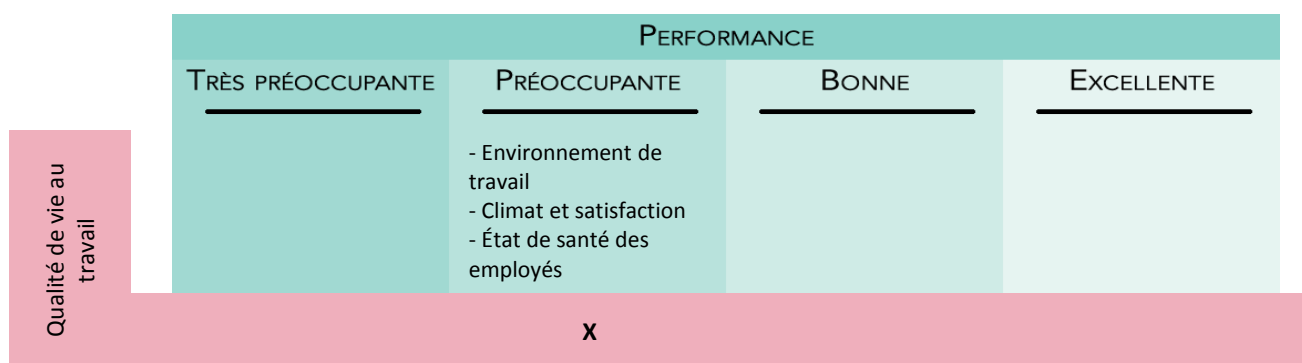 PERFORMANCE
TRÈS PRÉOCCUPANTE
PRÉOCCUPANTE
BONNE
EXCELLENTE
Qualité de vie au
travail
- Environnement de
travail
- Climat et satisfaction
- État de santé des
employés
X